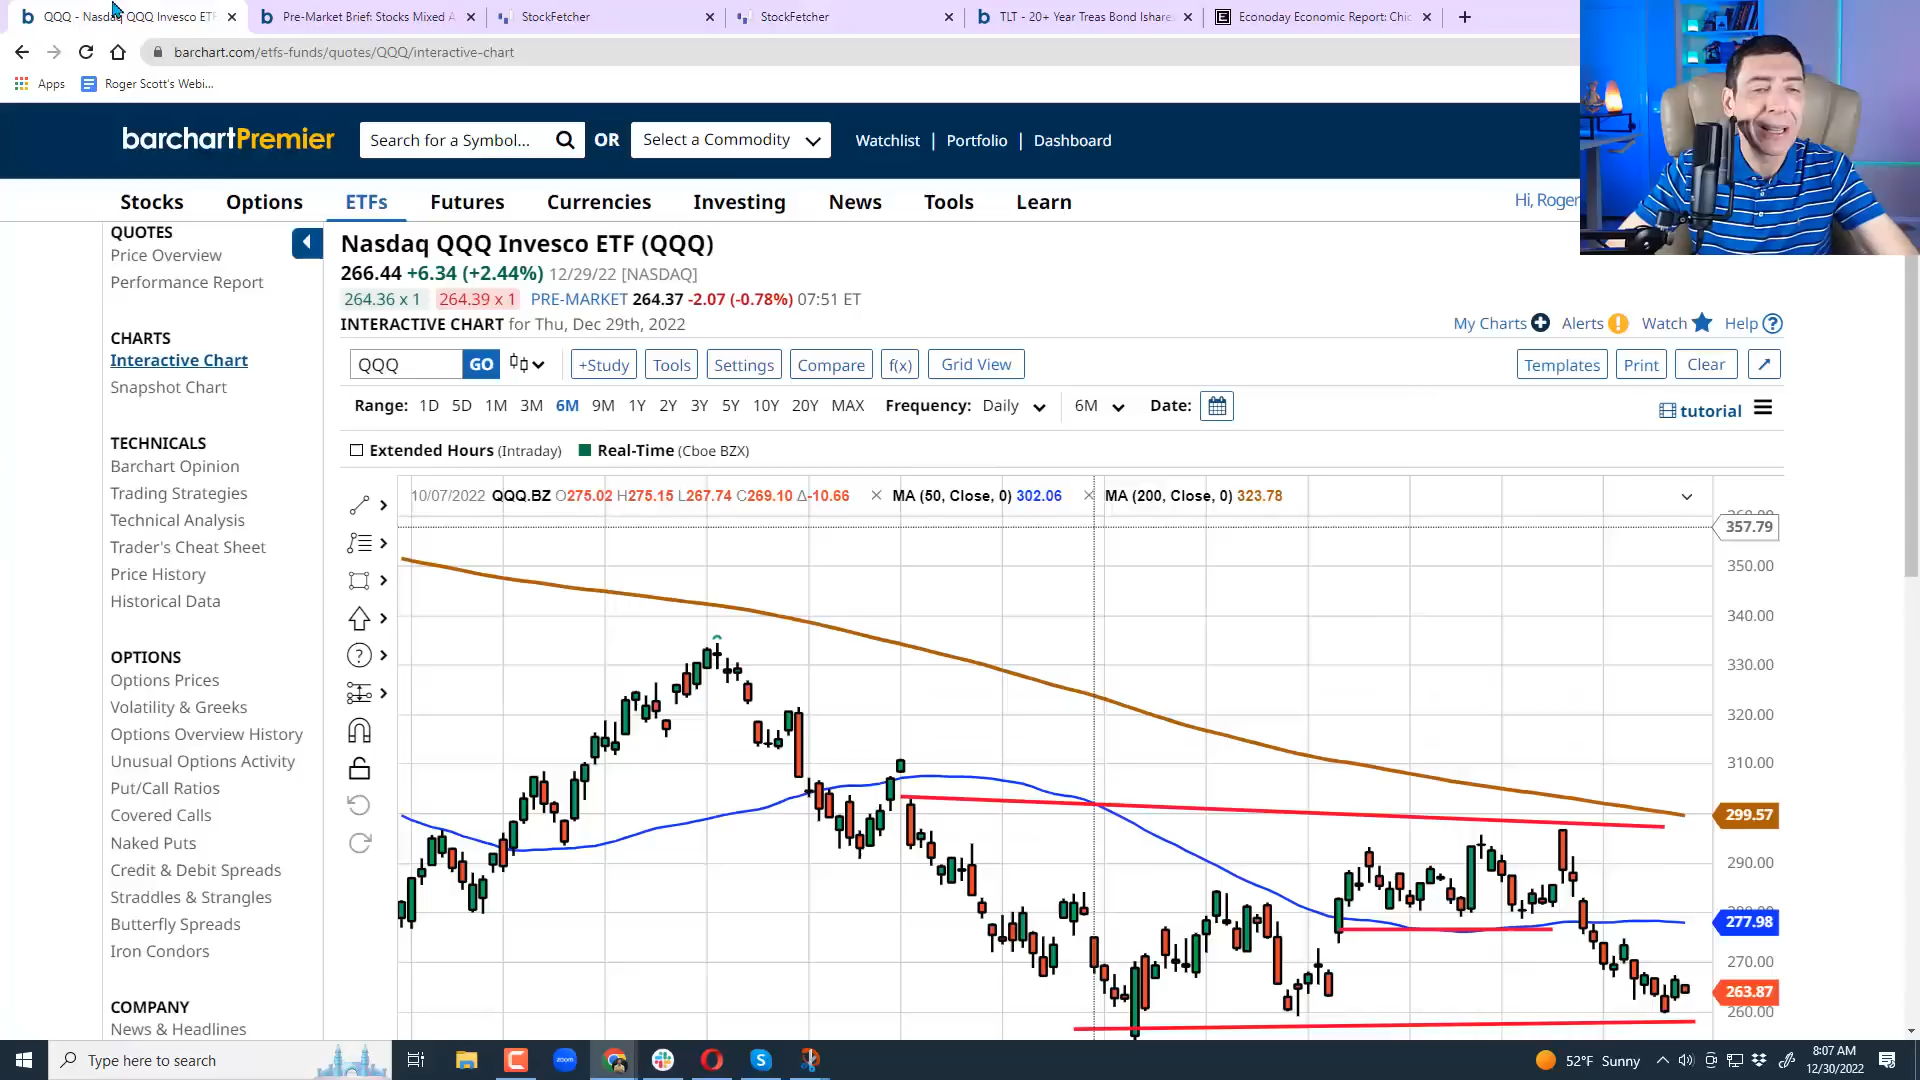 QQQ - Nasdaq QQQ Invesco ETF
Pre-Market Brief: Stocks Mixed A
StockFetcher
StockFetcher
TLT - 20+ Year Treas Bond Ishare
Econoday Economic Report: Chic
barchart.com/etfs-funds/quotes/QQQ/interactive-chart
Apps
Roger Scott's Webi...
barchartPremier
Search for a Symbol...
OR
Select a Commodity
Watchlist | Portfolio | Dashboard
Stocks Options ETFs Futures Currencies Investing News Tools Learn
Hi, Roger
QUOTES
Price Overview
Performance Report
CHARTS
Interactive Chart
Snapshot Chart
TECHNICALS
Barchart Opinion
Trading Strategies
Technical Analysis
Trader's Cheat Sheet
Price History
Historical Data
OPTIONS
Options Prices
Volatility & Greeks
Options Overview History
Unusual Options Activity
Put/Call Ratios
Covered Calls
Naked Puts
Credit & Debit Spreads
Straddles & Strangles
Butterfly Spreads
Iron Condors
COMPANY
News & Headlines
Nasdaq QQQ Invesco ETF (QQQ)
266.44 +6.34 (+2.44%) 12/29/22 [NASDAQ]
264.36 x 1 264.39 x 1 PRE-MARKET 264.37 -2.07 (-0.78%) 07:51 ET
INTERACTIVE CHART for Thu, Dec 29th, 2022
My Charts Alerts Watch Help
QQQ GO +Study Tools Settings Compare f(x) Grid View
Templates Print Clear
Range: 1D 5D 1M 3M 6M 9M 1Y 2Y 3Y 5Y 10Y 20Y MAX Frequency: Daily 6M Date:
tutorial
Extended Hours (Intraday) Real-Time (Cboe BZX)
10/07/2022 QQQ.BZ O275.02 H275.15 L267.74 C269.10 Δ-10.66 × MA (50, Close, 0) 302.06 × MA (200, Close, 0) 323.78
357.79
350.00
340.00
330.00
320.00
310.00
299.57
290.00
277.98
270.00
263.87
260.00
Type here to search
zoom
52°F Sunny
8:07 AM
12/30/2022